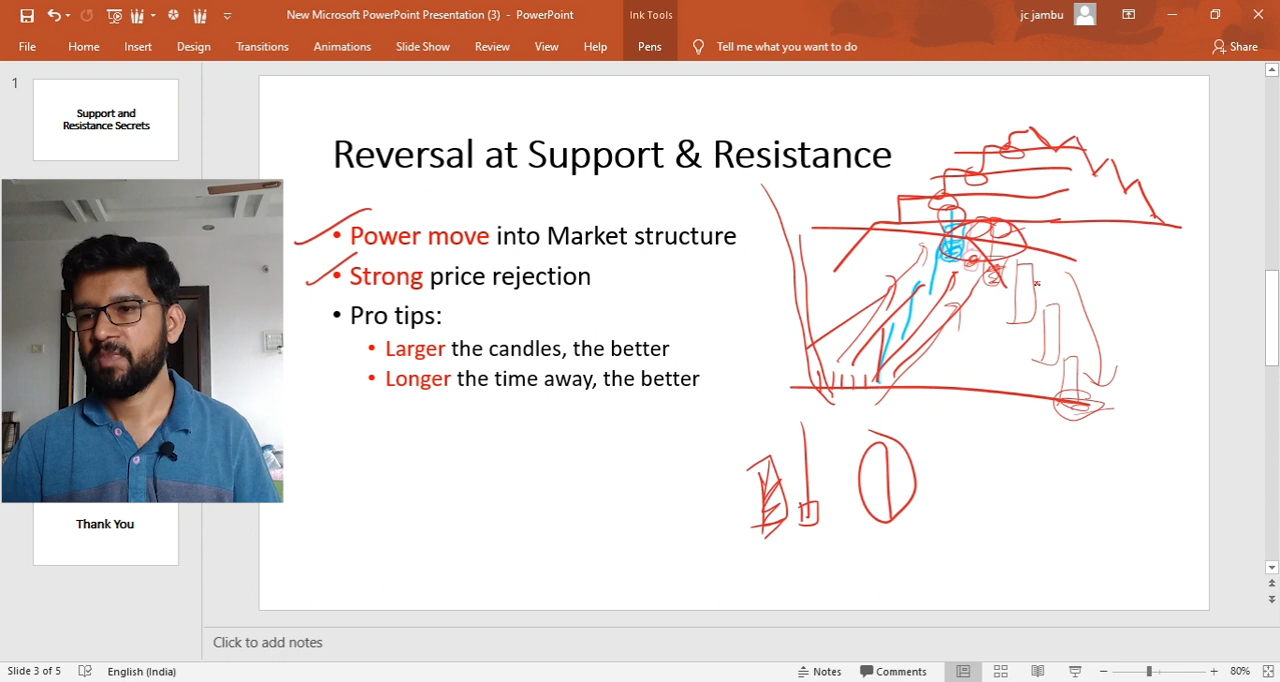 New Microsoft PowerPoint Presentation (3) - PowerPoint
Ink Tools
jc jambu
File
Home
Insert
Design
Transitions
Animations
Slide Show
Review
View
Help
Pens
Tell me what you want to do
Share
1
Support and
Resistance Secrets
Thank You
Reversal at Support & Resistance
• Power move into Market structure
• Strong price rejection
• Pro tips:
• Larger the candles, the better
• Longer the time away, the better
Click to add notes
Slide 3 of 5
English (India)
Notes
Comments
80%